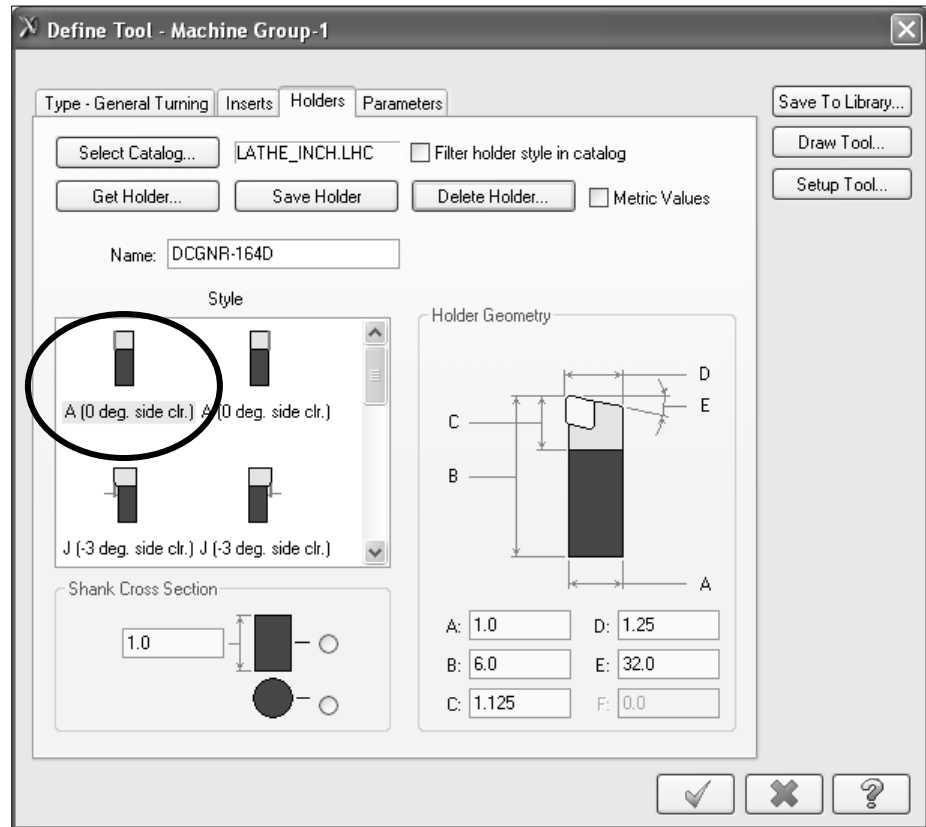 Define Tool - Machine Group-1
Type - General Turning Inserts Holders Parameters
Save To Library...
Draw Tool...
Setup Tool...
Select Catalog... LATHE_INCH.LHC Filter holder style in catalog
Get Holder... Save Holder Delete Holder... Metric Values
Name: DCGNR-164D
Style
A (0 deg. side clr.) A (0 deg. side clr.)
J (-3 deg. side clr.) J (-3 deg. side clr.)
Shank Cross Section
1.0
Holder Geometry
D
E
C
B
A
A: 1.0 D: 1.25
B: 6.0 E: 32.0
C: 1.125 F: 0.0
?